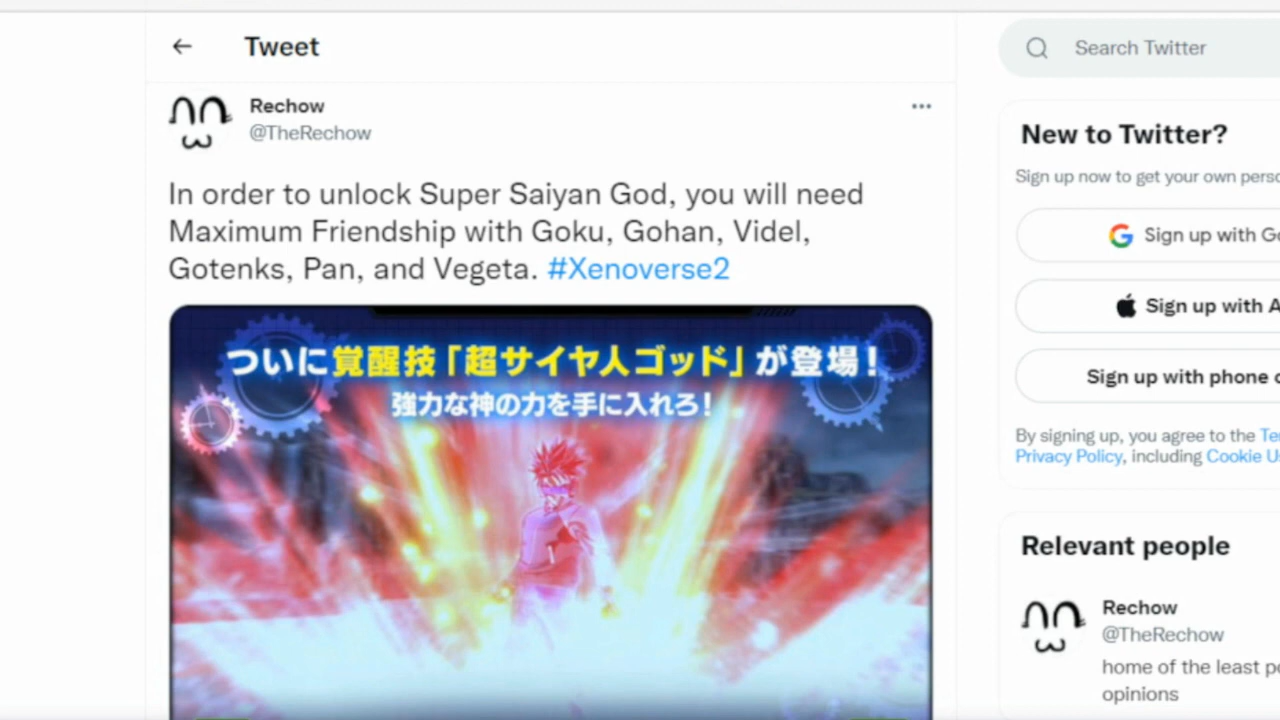 Tweet
Rechow
@TheRechow
In order to unlock Super Saiyan God, you will need
Maximum Friendship with Goku, Gohan, Videl,
Gotenks, Pan, and Vegeta. #Xenoverse2
ついに覚醒技「超サイヤ人ゴッド」が登場!
強力な神の力を手に入れろ!
Search Twitter
New to Twitter?
Sign up now to get your own perso
Sign up with Go
Sign up with A
Sign up with phone o
By signing up, you agree to the Te
Privacy Policy, including Cookie Us
Relevant people
Rechow
@TheRechow
home of the least po
opinions